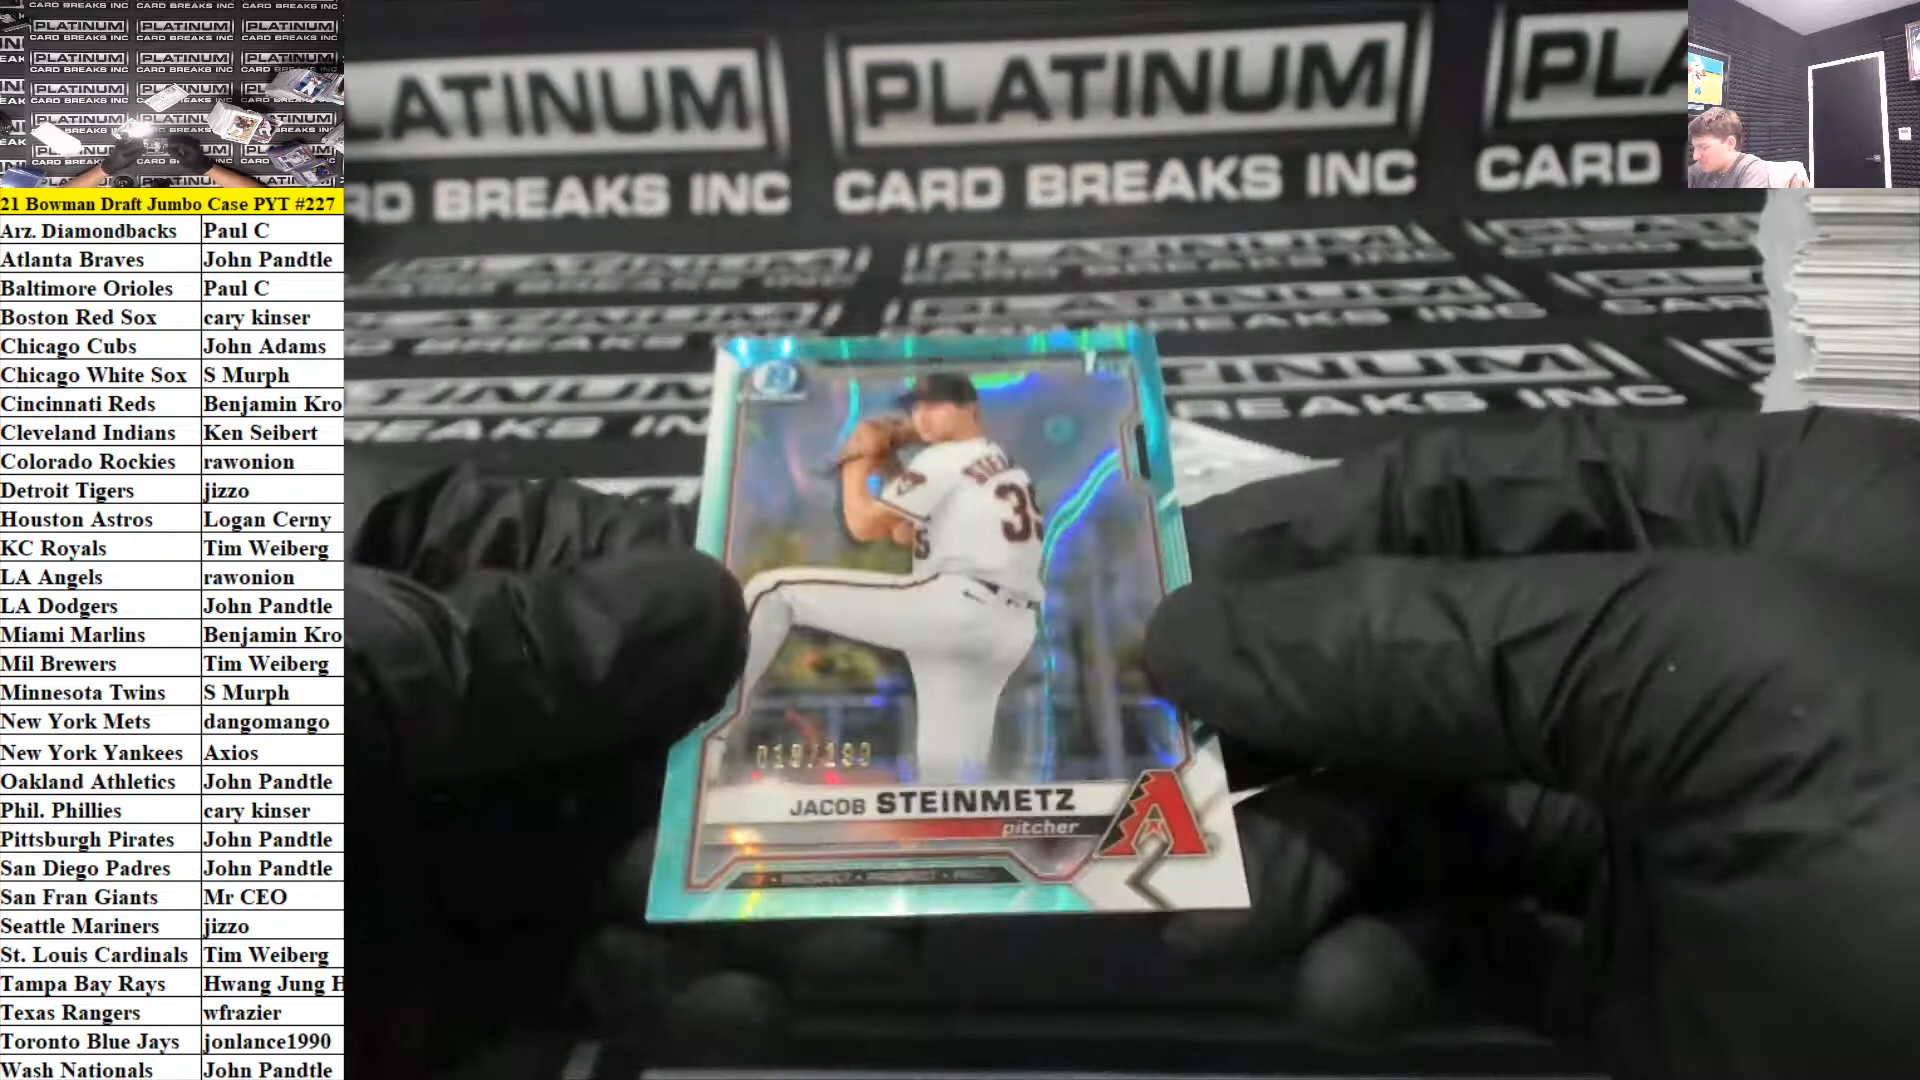 21 Bowman Draft Jumbo Case PYT #227
Arz. Diamondbacks Paul C
Atlanta Braves John Pandtle
Baltimore Orioles Paul C
Boston Red Sox cary kinser
Chicago Cubs John Adams
Chicago White Sox S Murph
Cincinnati Reds Benjamin Kro
Cleveland Indians Ken Seibert
Colorado Rockies rawonion
Detroit Tigers jizzo
Houston Astros Logan Cerny
KC Royals Tim Weiberg
LA Angels rawonion
LA Dodgers John Pandtle
Miami Marlins Benjamin Kro
Mil Brewers Tim Weiberg
Minnesota Twins S Murph
New York Mets dangomango
New York Yankees Axios
Oakland Athletics John Pandtle
Phil. Phillies cary kinser
Pittsburgh Pirates John Pandtle
San Diego Padres John Pandtle
San Fran Giants Mr CEO
Seattle Mariners jizzo
St. Louis Cardinals Tim Weiberg
Tampa Bay Rays Hwang Jung H
Texas Rangers wfrazier
Toronto Blue Jays jonlance1990
Wash Nationals John Pandtle
LATINUM PLATINUM PLA
RD BREAKS INC CARD BREAKS INC CARD
JACOB STEINMETZ
pitcher